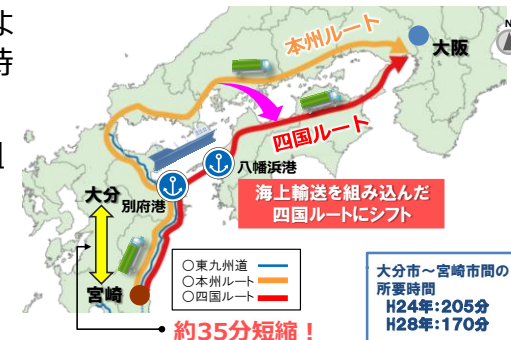 よ
時
N
本州ルート
大阪
四国ルート
八幡浜港
大分
別府港
海上輸送を組み込んだ
四国ルートにシフト
宮崎
○東九州道
○本州ルート
○四国ルート
約35分短縮！
大分市～宮崎市間の
所要時間
H24年：205分
H28年：170分